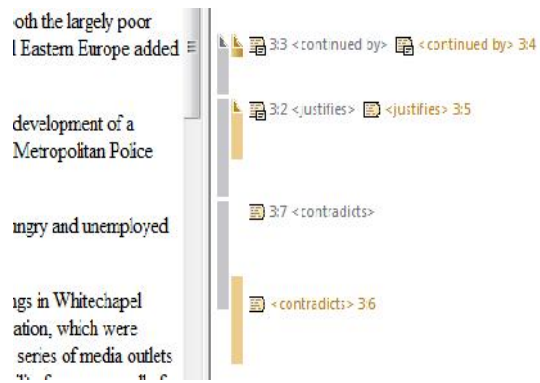 oth the largely poor
l Eastern Europe added
development of a
Metropolitan Police
ungry and unemployed
ngs in Whitechapel
ation, which were
series of media outlets
3:3 <continued by> <continued by> 3:4
3:2 <justifies> <justifies> 3:5
3:7 <contradicts>
<contradicts> 3:6